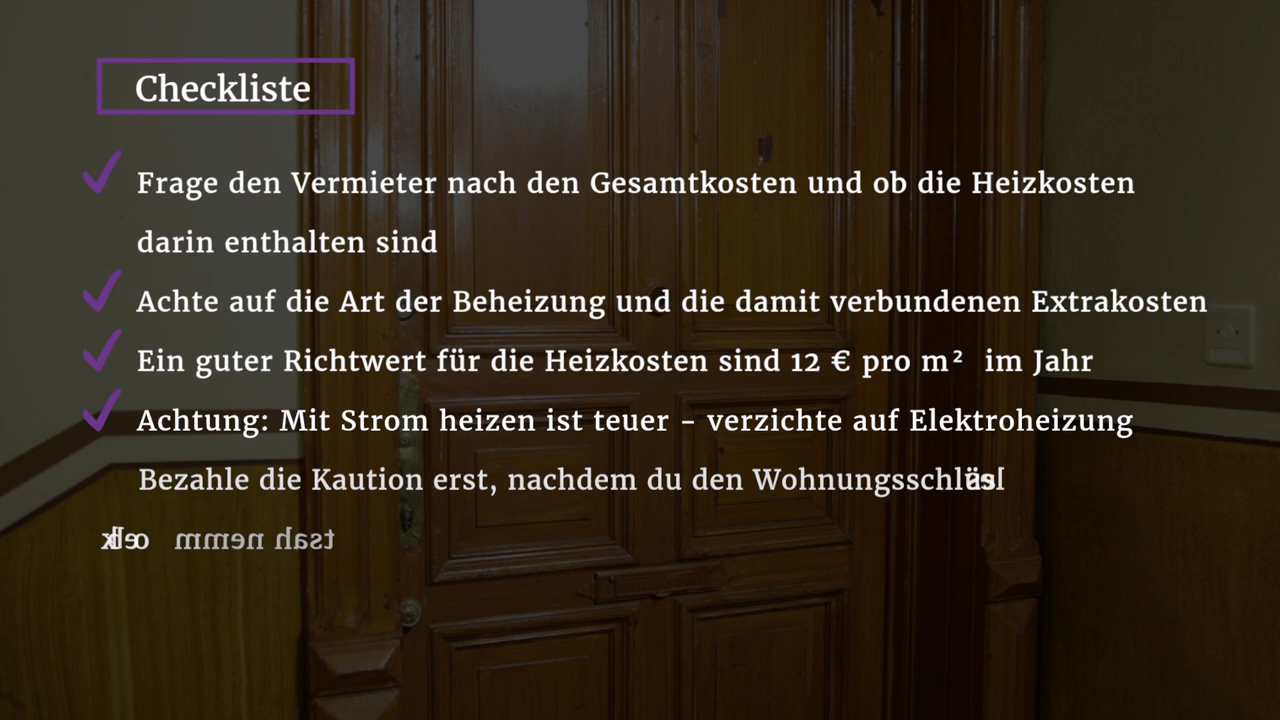 Checkliste
Frage den Vermieter nach den Gesamtkosten und ob die Heizkosten
darin enthalten sind
Achte auf die Art der Beheizung und die damit verbundenen Extrakosten
Ein guter Richtwert für die Heizkosten sind 12 € pro m² im Jahr
Achtung: Mit Strom heizen ist teuer - verzichte auf Elektroheizung
Bezahle die Kaution erst, nachdem du den